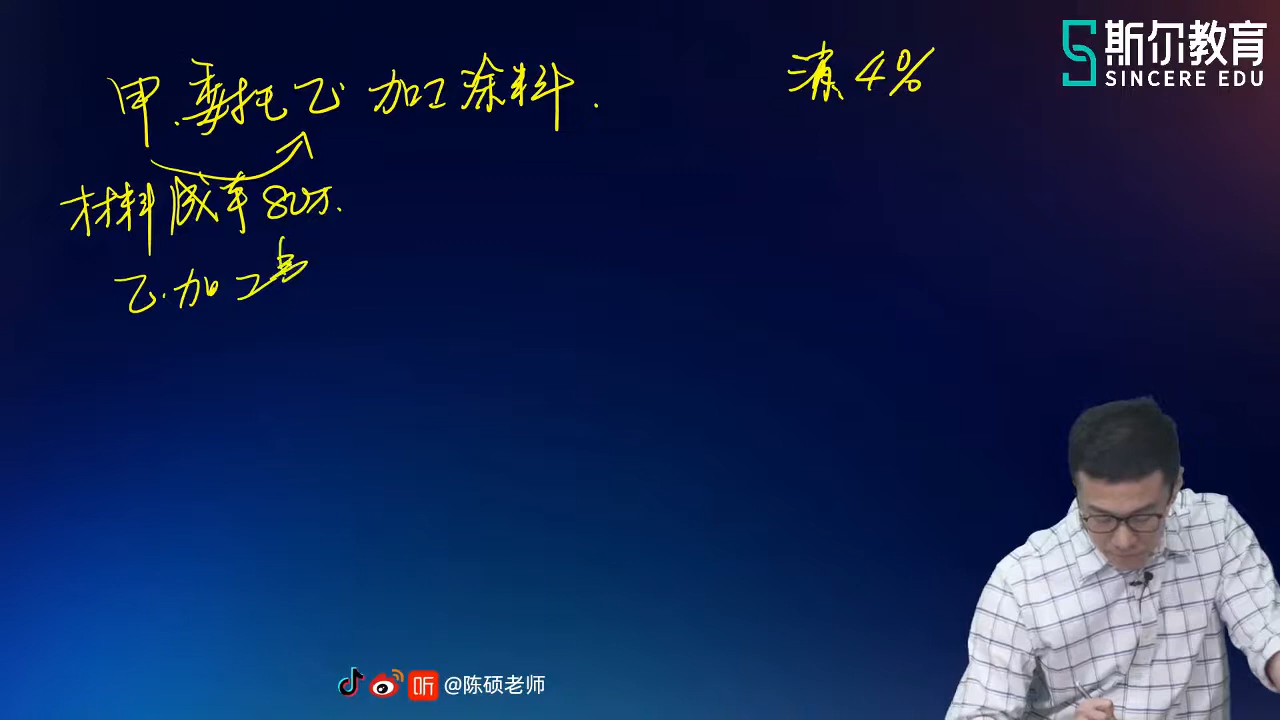 斯尔教育
SINCERE EDU
甲.委托乙加工涂料.
消4%
材料成本80万.
乙.加工
听 @陈硕老师